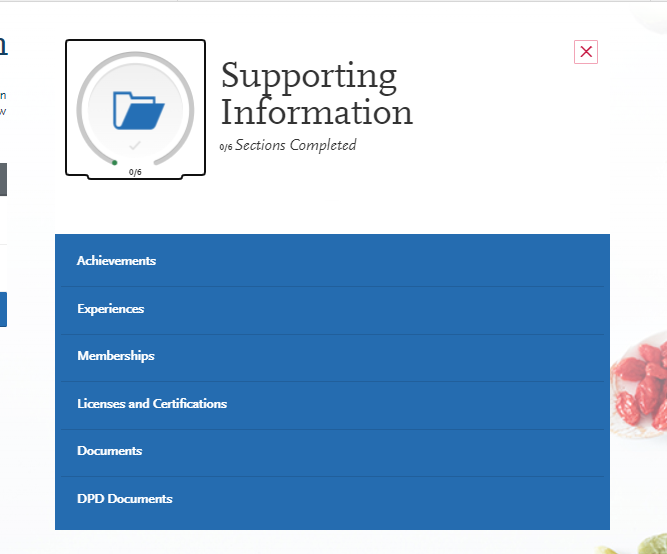 Supporting
Information
0/6 Sections Completed
0/6
Achievements
Experiences
Memberships
Licenses and Certifications
Documents
DPD Documents